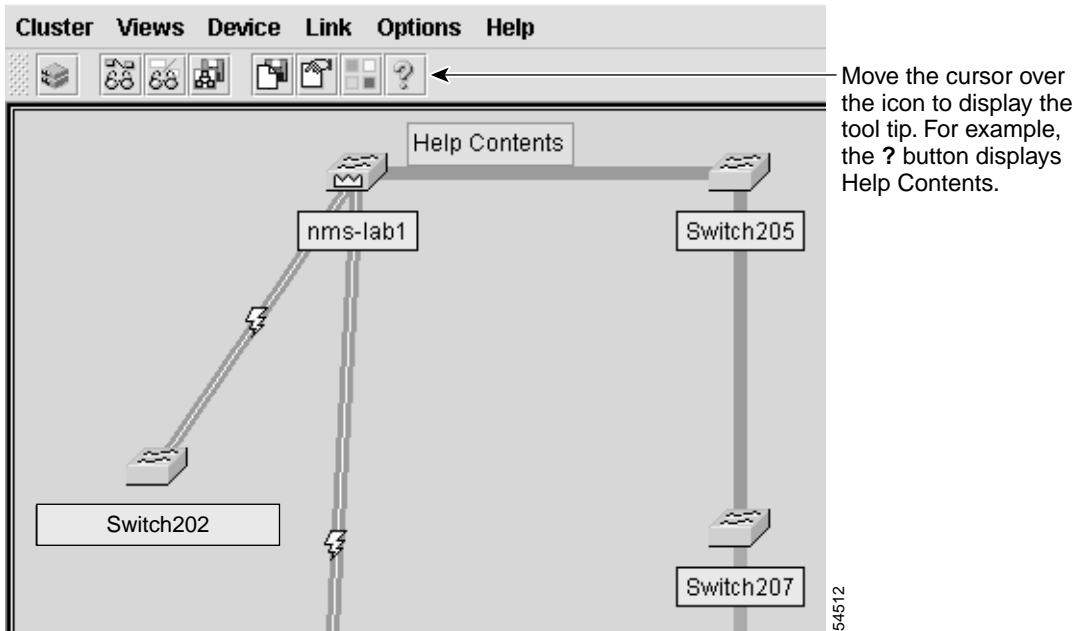 Cluster Views Device Link Options Help
?
Move the cursor over
the icon to display the
tool tip. For example,
the ? button displays
Help Contents.
Help Contents
nms-lab1
Switch205
Switch202
Switch207
54512